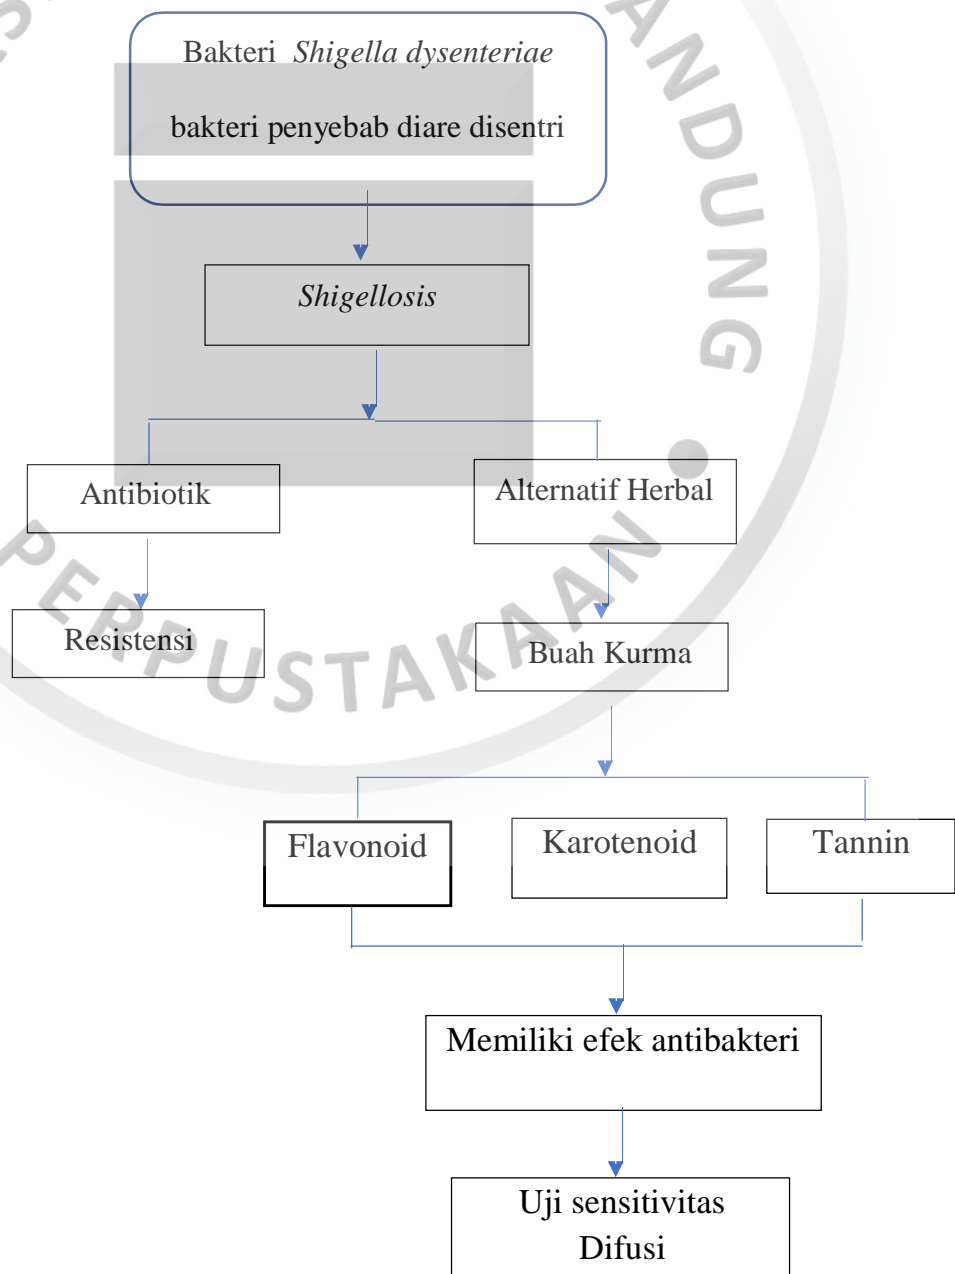 Bakteri Shigella dysenteriae
bakteri penyebab diare disentri
Shigellosis
Antibiotik
Alternatif Herbal
Resistensi
Buah Kurma
Flavonoid
Karotenoid
Tannin
Memiliki efek antibakteri
Uji sensitivitas
Difusi
PERPUSTAKAAN